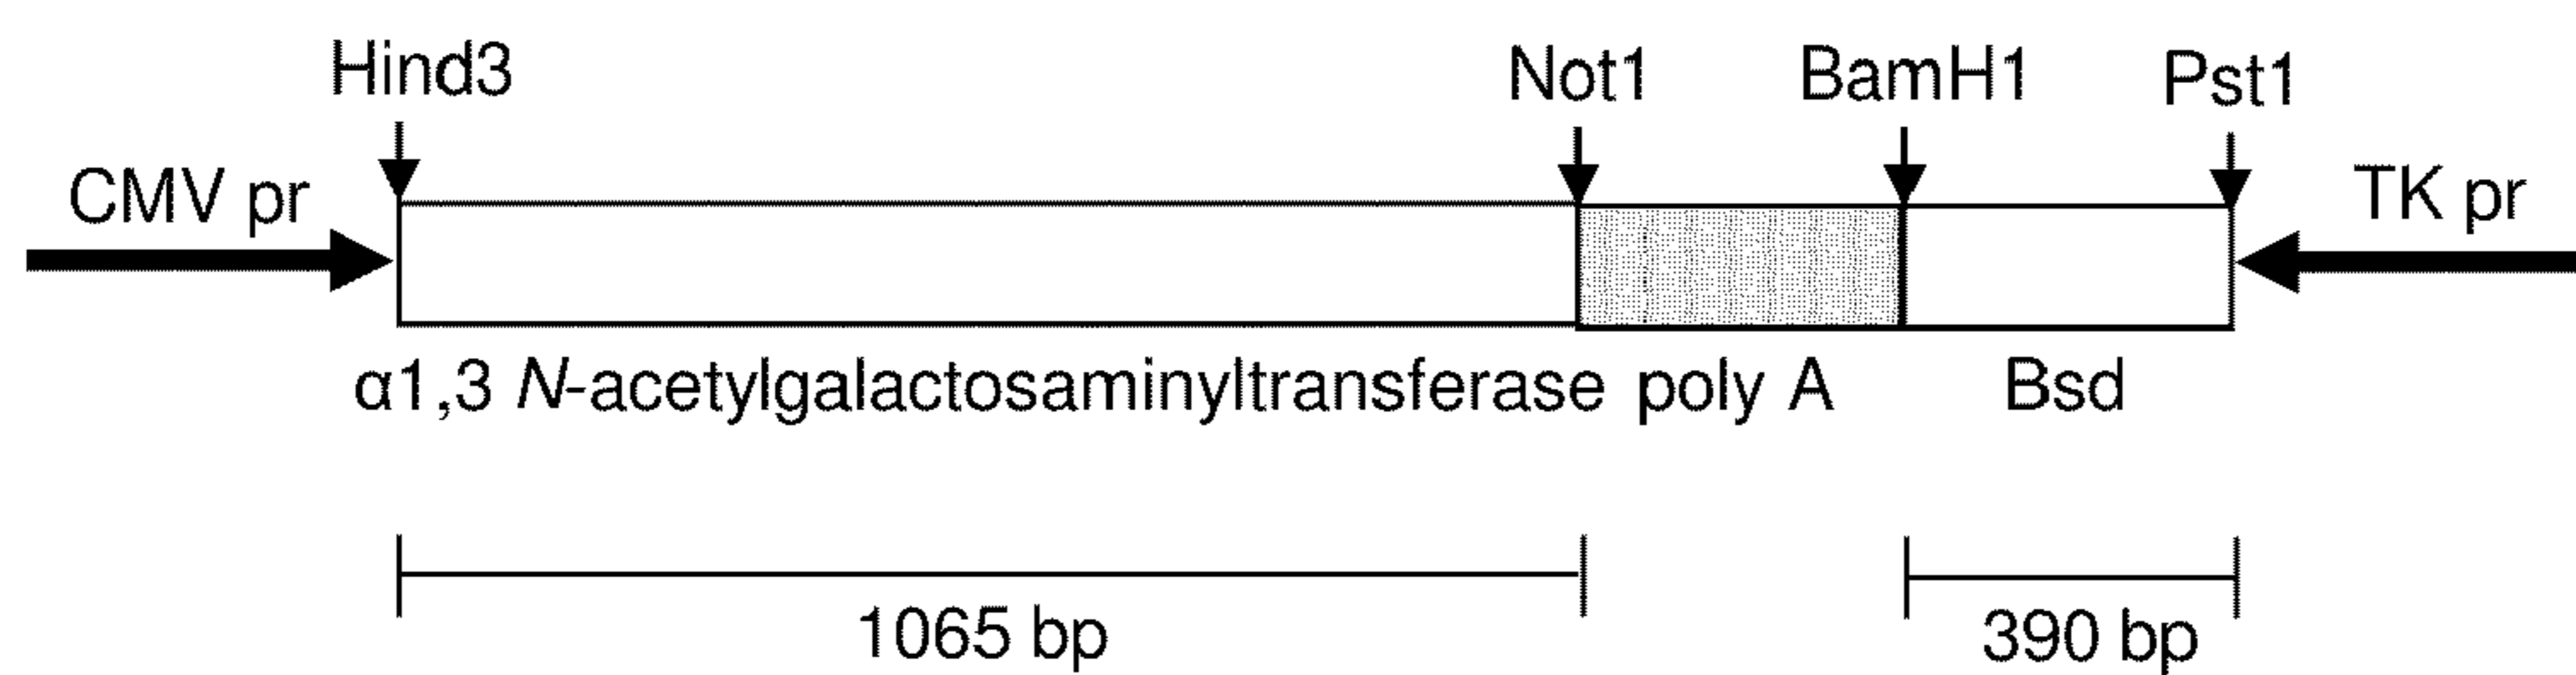 Hind3 Not1 BamH1 Pst1
CMV pr TK pr
α1,3 N-acetylgalactosaminyltransferase poly A Bsd
1065 bp 390 bp